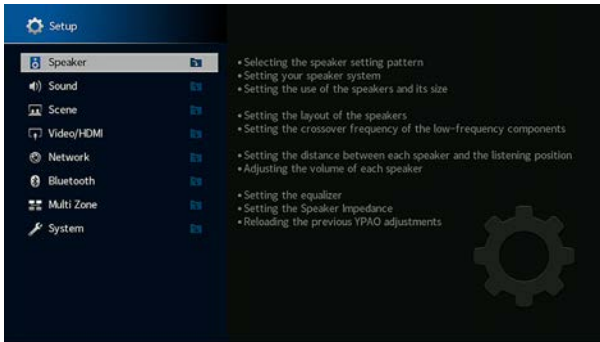 Setup
Speaker
Sound
Scene
Video/HDMI
Network
Bluetooth
Multi Zone
System
• Selecting the speaker setting pattern
• Setting your speaker system
• Setting the use of the speakers and its size
• Setting the layout of the speakers
• Setting the crossover frequency of the low-frequency components
• Setting the distance between each speaker and the listening position
• Adjusting the volume of each speaker
• Setting the equalizer
• Setting the Speaker Impedance
• Reloading the previous YPAO adjustments